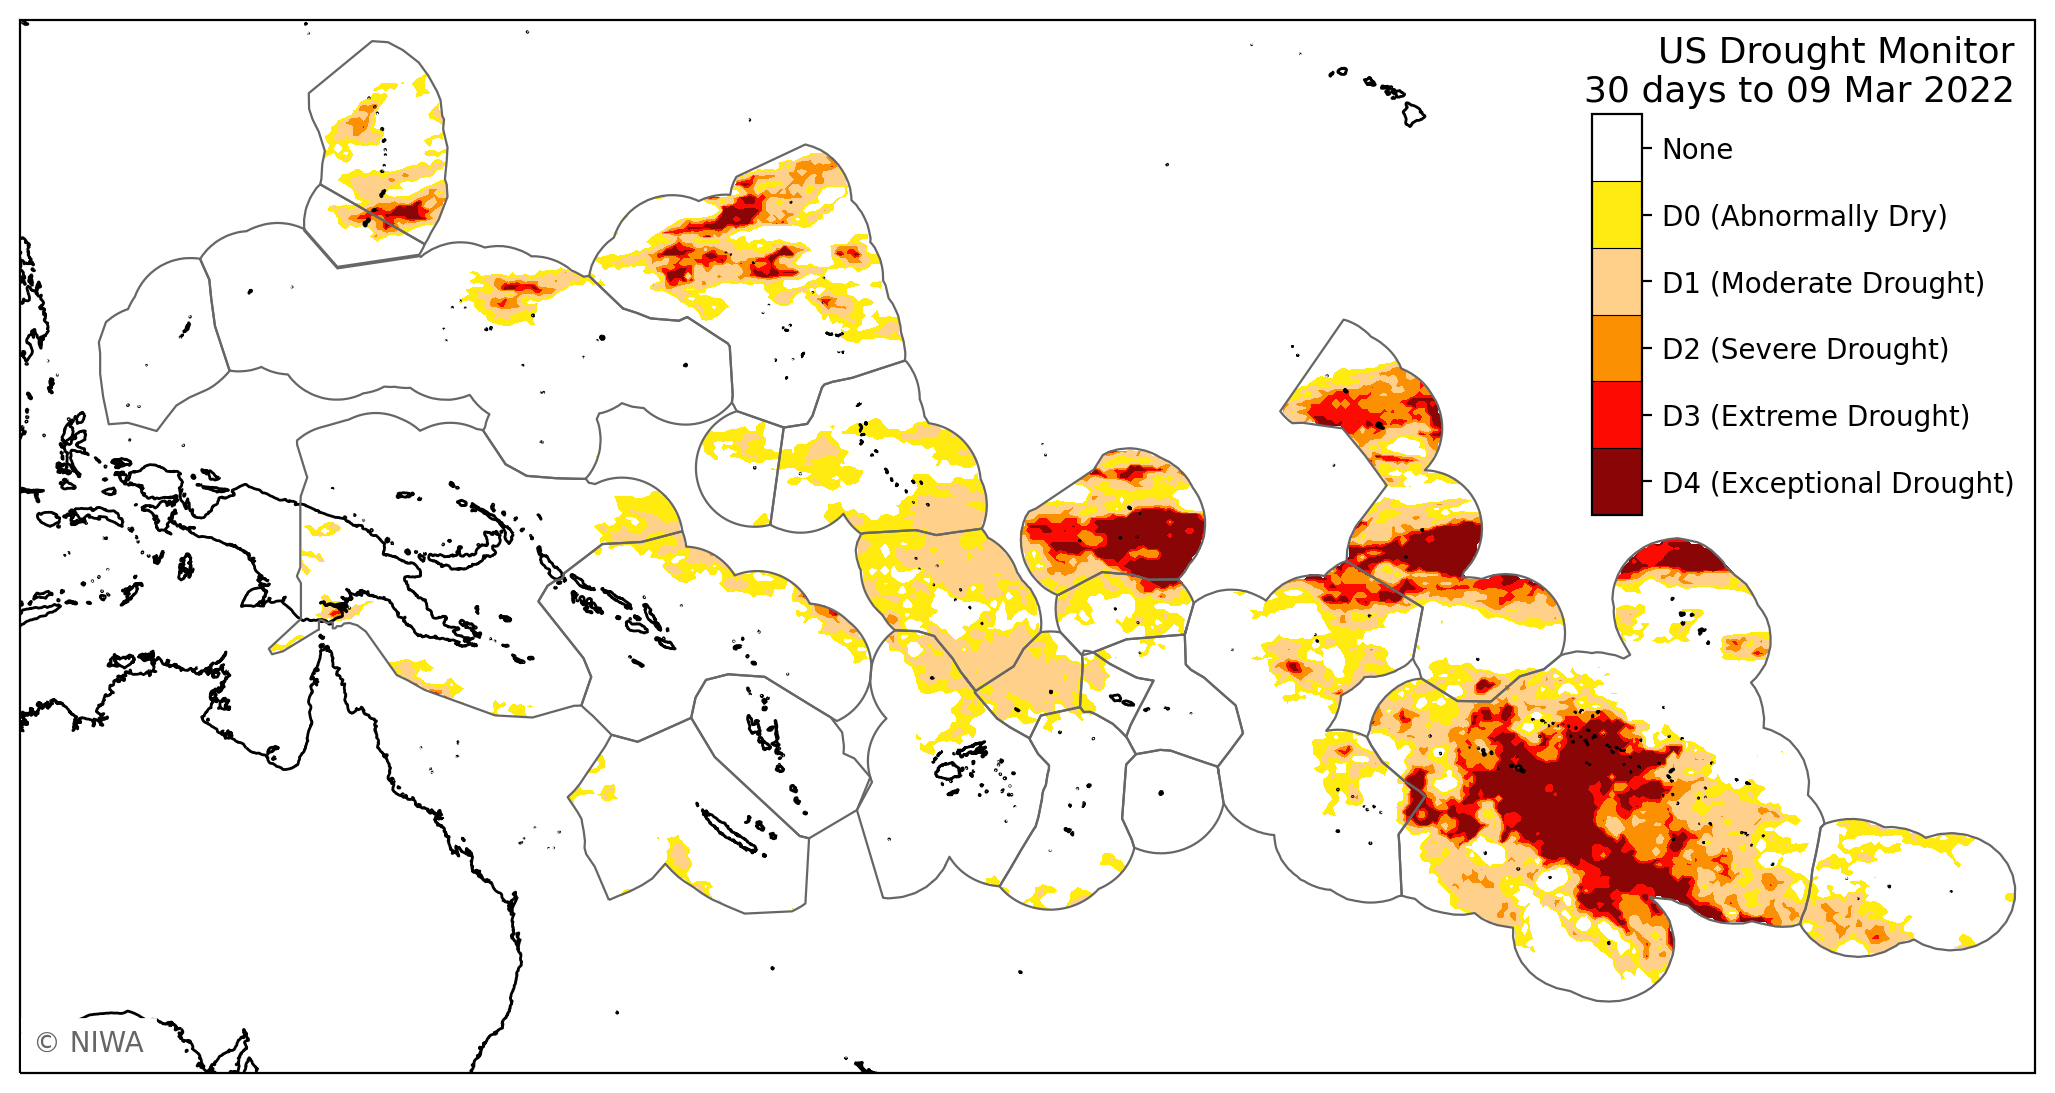 US Drought Monitor
30 days to 09 Mar 2022
None
D0 (Abnormally Dry)
D1 (Moderate Drought)
D2 (Severe Drought)
D3 (Extreme Drought)
D4 (Exceptional Drought)
© NIWA